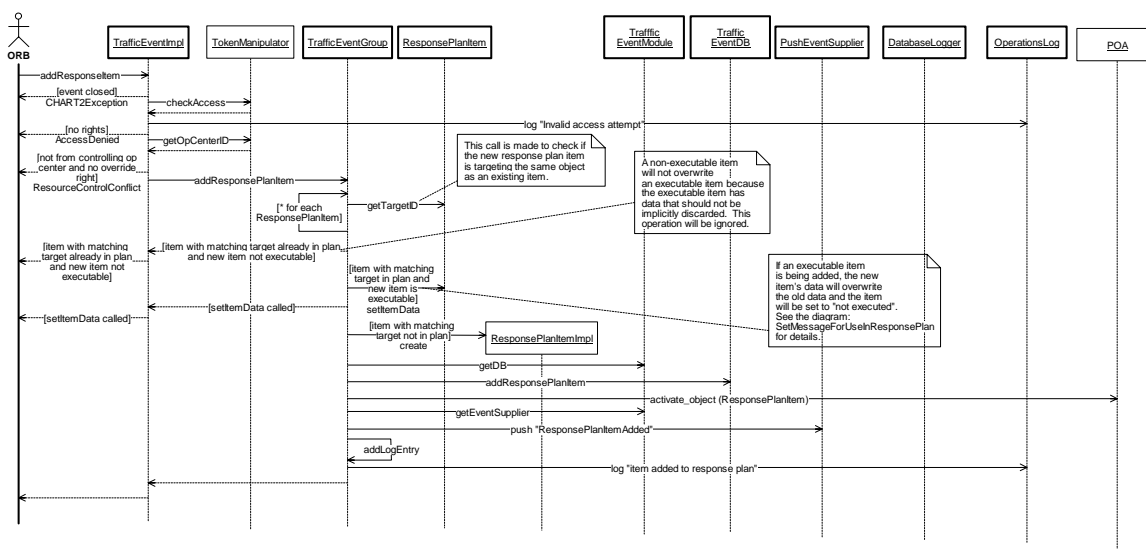 ORB
TrafficEventImpl
TokenManipulator
TrafficEventGroup
ResponsePlanItem
Trafffic
EventModule
Traffic
EventDB
PushEventSupplier
DatabaseLogger
OperationsLog
POA
addResponseItem
[event closed]
CHART2Exception
checkAccess
log "Invalid access attempt"
[no rights]
AccessDenied
getOpCenterID
[not from controlling op
center and no override
right]
ResourceControlConflict
addResponsePlanItem
This call is made to check if
the new response plan item
is targeting the same object
as an existing item.
A non-executable item
will not overwrite
an executable item because
the executable item has
data that should not be
implicitly discarded.  This
operation will be ignored.
[* for each
ResponsePlanItem]
getTargetID
[item with matching
target already in plan
and new item not
executable]
[item with matching target already in plan
and new item not executable]
If an executable item
is being added, the new
item's data will overwrite
the old data and the item
will be set to "not executed".
See the diagram:
SetMessageForUseInResponsePlan
for details.
[item with matching
target in plan and
new item is
executable]
setItemData
[setItemData called]
[setItemData called]
[item with matching
target not in plan]
create
ResponsePlanItemImpl
getDB
addResponsePlanItem
activate_object (ResponsePlanItem)
getEventSupplier
push "ResponsePlanItemAdded"
addLogEntry
log "item added to response plan"